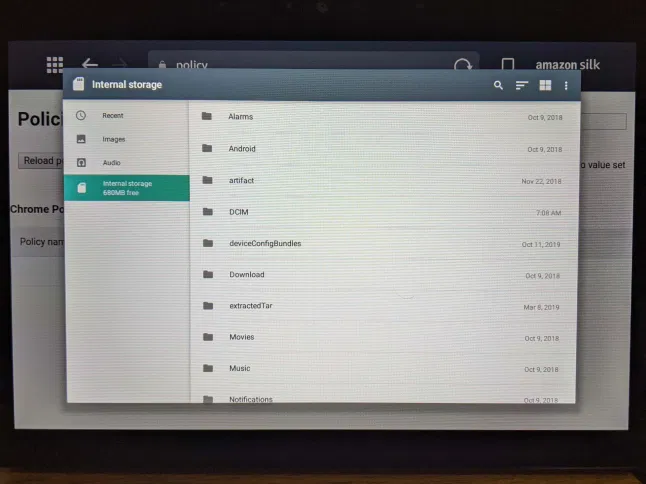 policy
amazon silk
Internal storage
Recent
Images
Audio
Internal storage
680MB free
Alarms Oct 9, 2018
Android Oct 9, 2018
artifact Nov 22, 2018
DCIM 7:08 AM
deviceConfigBundles Oct 11, 2019
Download Oct 9, 2018
extractedTar Mar 8, 2019
Movies Oct 9, 2018
Music Oct 9, 2018
Notifications Oct 9, 2018
Polici
Reload p
o value set
Chrome Po
Policy nam